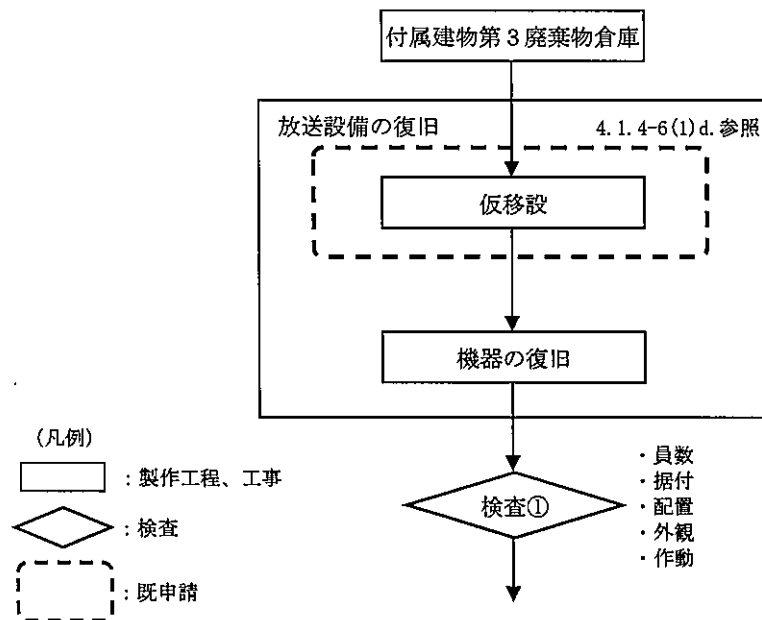 付属建物第3廃棄物倉庫
放送設備の復旧
4.1.4-6(1)d.参照
仮移設
機器の復旧
検査①
・員数
・据付
・配置
・外観
・作動
(凡例)
：製作工程、工事
：検査
：既申請